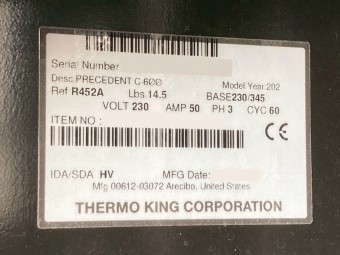 Serial Number
Desc. PRECEDENT C-600
Model Year 202
Ref R452A Lbs 14.5 BASE230/345
VOLT 230 AMP 50 PH 3 CYC 60
ITEM NO :
CE
IDA/SDA HV MFG Date:
Mfg 00612-03072 Arecibo, United States
THERMO KING CORPORATION